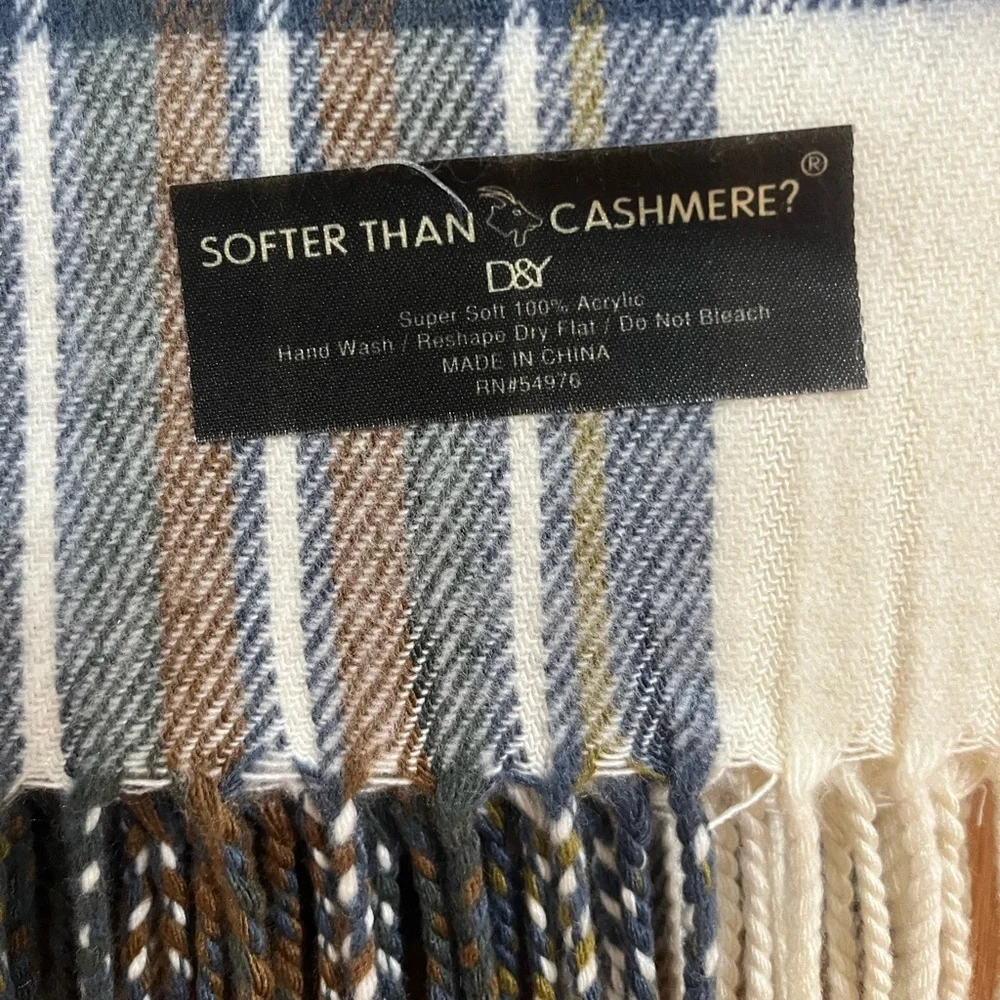 SOFTER THAN CASHMERE?®
D&Y
Super Soft 100% Acrylic
Hand Wash / Reshape Dry Flat / Do Not Bleach
MADE IN CHINA
RN#54976